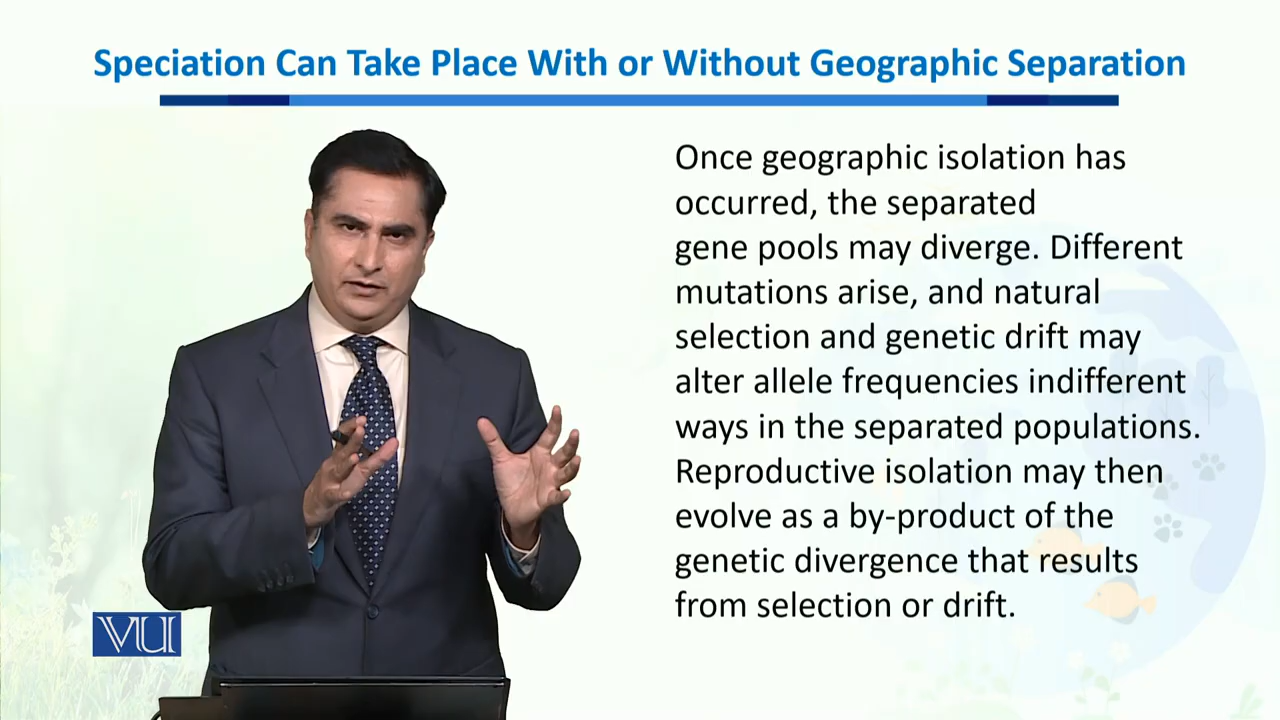 Speciation Can Take Place With or Without Geographic Separation
Once geographic isolation has
occurred, the separated
gene pools may diverge. Different
mutations arise, and natural
selection and genetic drift may
alter allele frequencies indifferent
ways in the separated populations.
Reproductive isolation may then
evolve as a by-product of the
genetic divergence that results
from selection or drift.
VU